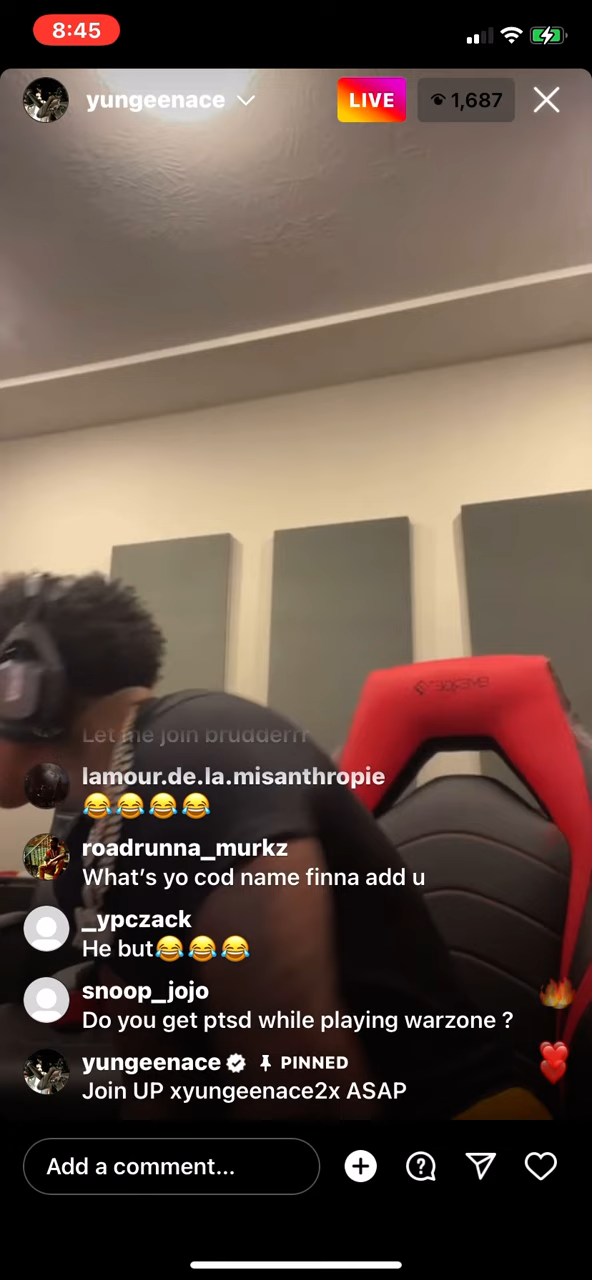 8:45
yungeenace
LIVE
1,687
Let me join brudderrr
lamour.de.la.misanthropie
😂😂😂😂
roadrunna_murkz
What's yo cod name finna add u
_ypczack
He but😂😂😂
snoop_jojo
Do you get ptsd while playing warzone ?
yungeenace PINNED
Join UP xyungeenace2x ASAP
Add a comment...